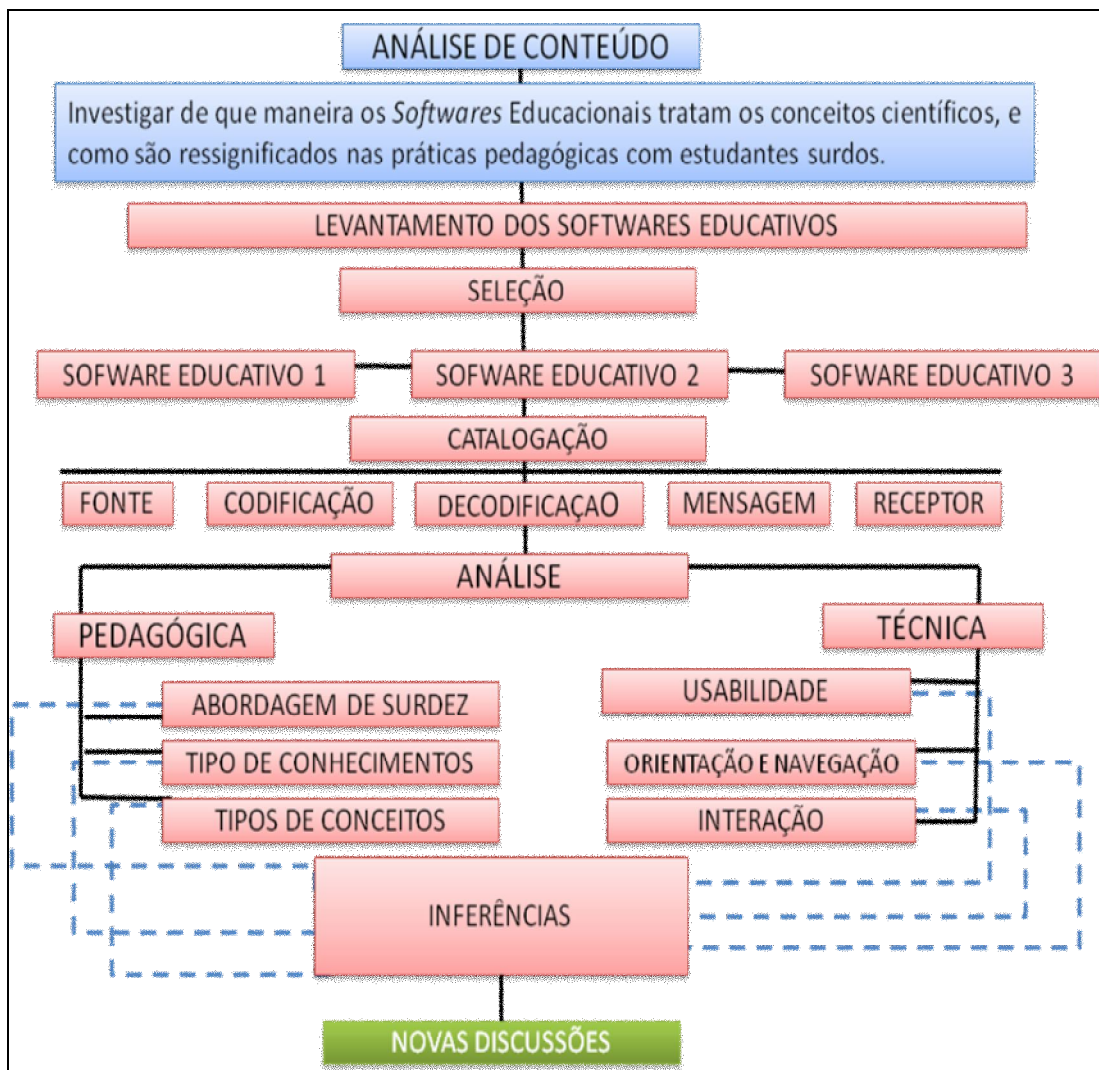 ANÁLISE DE CONTEÚDO
Investigar de que maneira os Softwares Educacionais tratam os conceitos científicos, e
como são ressignificados nas práticas pedagógicas com estudantes surdos.
LEVANTAMENTO DOS SOFTWARES EDUCATIVOS
SELEÇÃO
SOFWARE EDUCATIVO 1
SOFWARE EDUCATIVO 2
SOFWARE EDUCATIVO 3
CATALOGAÇÃO
FONTE
CODIFICAÇÃO
DECODIFICAÇAO
MENSAGEM
RECEPTOR
ANÁLISE
PEDAGÓGICA
TÉCNICA
ABORDAGEM DE SURDEZ
TIPO DE CONHECIMENTOS
TIPOS DE CONCEITOS
USABILIDADE
ORIENTAÇÃO E NAVEGAÇÃO
INTERAÇÃO
INFERÊNCIAS
NOVAS DISCUSSÕES